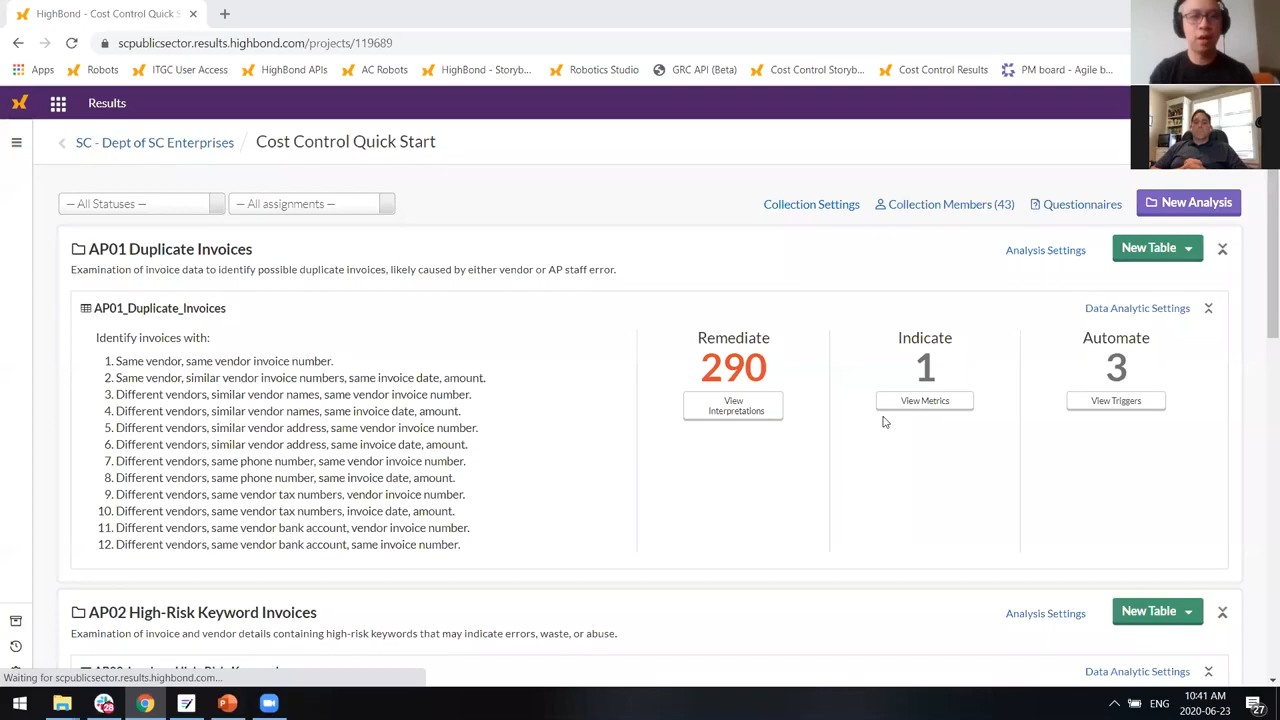 HighBond - Cost Control Quick S
scpublicsector.results.highbond.com/projects/119689
Apps
Robots
ITGC User Access
HighBond APIs
AC Robots
HighBond - Storyb...
Robotics Studio
GRC API (Beta)
Cost Control Storyb...
Cost Control Results
PM board - Agile b...
Results
SC - Dept of SC Enterprises / Cost Control Quick Start
— All Statuses —
— All assignments —
Collection Settings
Collection Members (43)
Questionnaires
New Analysis
AP01 Duplicate Invoices
Analysis Settings
New Table
Examination of invoice data to identify possible duplicate invoices, likely caused by either vendor or AP staff error.
AP01_Duplicate_Invoices
Data Analytic Settings
Identify invoices with:
1. Same vendor, same vendor invoice number.
2. Same vendor, similar vendor invoice numbers, same invoice date, amount.
3. Different vendors, similar vendor names, same vendor invoice number.
4. Different vendors, similar vendor names, same invoice date, amount.
5. Different vendors, similar vendor address, same vendor invoice number.
6. Different vendors, similar vendor address, same invoice date, amount.
7. Different vendors, same phone number, same vendor invoice number.
8. Different vendors, same phone number, same invoice date, amount.
9. Different vendors, same vendor tax numbers, vendor invoice number.
10. Different vendors, same vendor tax numbers, invoice date, amount.
11. Different vendors, same vendor bank account, vendor invoice number.
12. Different vendors, same vendor bank account, same invoice number.
Remediate
290
View
Interpretations
Indicate
1
View Metrics
Automate
3
View Triggers
AP02 High-Risk Keyword Invoices
Analysis Settings
New Table
Examination of invoice and vendor details containing high-risk keywords that may indicate errors, waste, or abuse.
Data Analytic Settings
Waiting for scpublicsector.results.highbond.com...
28
ENG
10:41 AM
2020-06-23
27